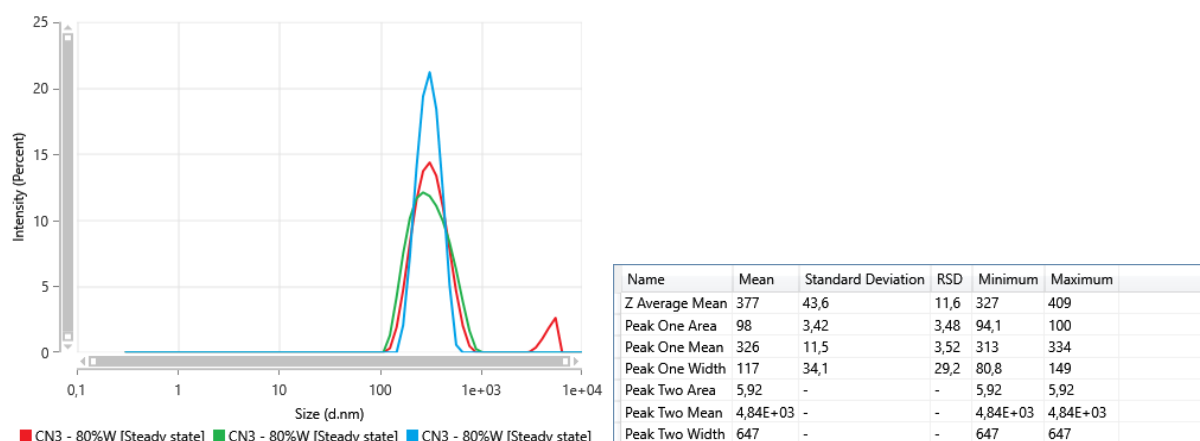 25
20
15
10
5
0
Intensity (Percent)
0,1 1 10 100 1e+03 1e+04
Size (d.nm)
CN3 - 80%W [Steady state] CN3 - 80%W [Steady state] CN3 - 80%W [Steady state]
Name Mean Standard Deviation RSD Minimum Maximum
Z Average Mean 377 43,6 11,6 327 409
Peak One Area 98 3,42 3,48 94,1 100
Peak One Mean 326 11,5 3,52 313 334
Peak One Width 117 34,1 29,2 80,8 149
Peak Two Area 5,92 - - 5,92 5,92
Peak Two Mean 4,84E+03 - - 4,84E+03 4,84E+03
Peak Two Width 647 - - 647 647